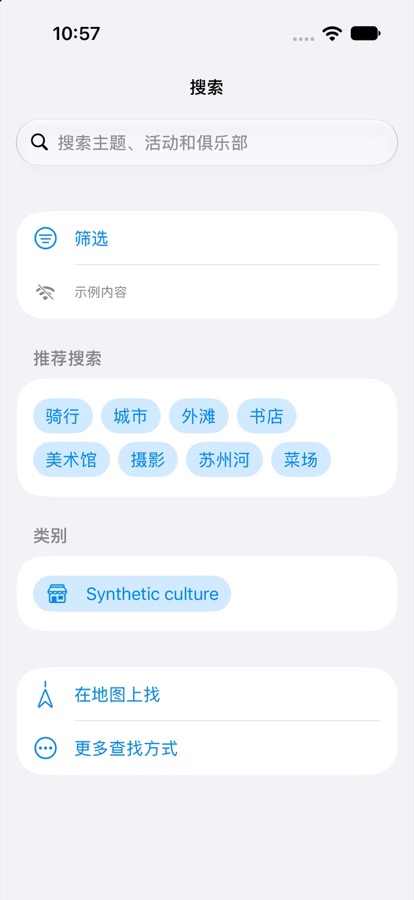 10:57
搜索
搜索主题、活动和俱乐部
筛选
示例内容
推荐搜索
骑行 城市 外滩 书店
美术馆 摄影 苏州河 菜场
类别
Synthetic culture
在地图上找
更多查找方式